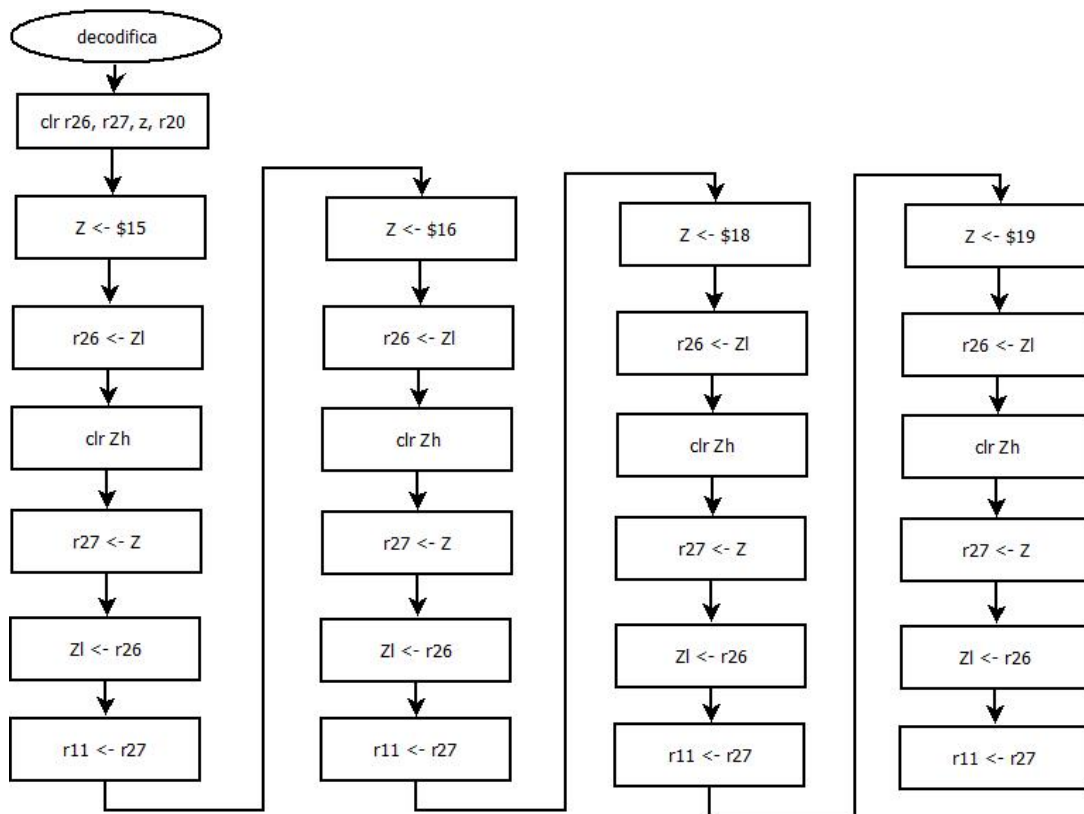 decodifica
clr r26, r27, z, r20
Z <- $15
r26 <- Zl
clr Zh
r27 <- Z
Zl <- r26
r11 <- r27
Z <- $16
r26 <- Zl
clr Zh
r27 <- Z
Zl <- r26
r11 <- r27
Z <- $18
r26 <- Zl
clr Zh
r27 <- Z
Zl <- r26
r11 <- r27
Z <- $19
r26 <- Zl
clr Zh
r27 <- Z
Zl <- r26
r11 <- r27